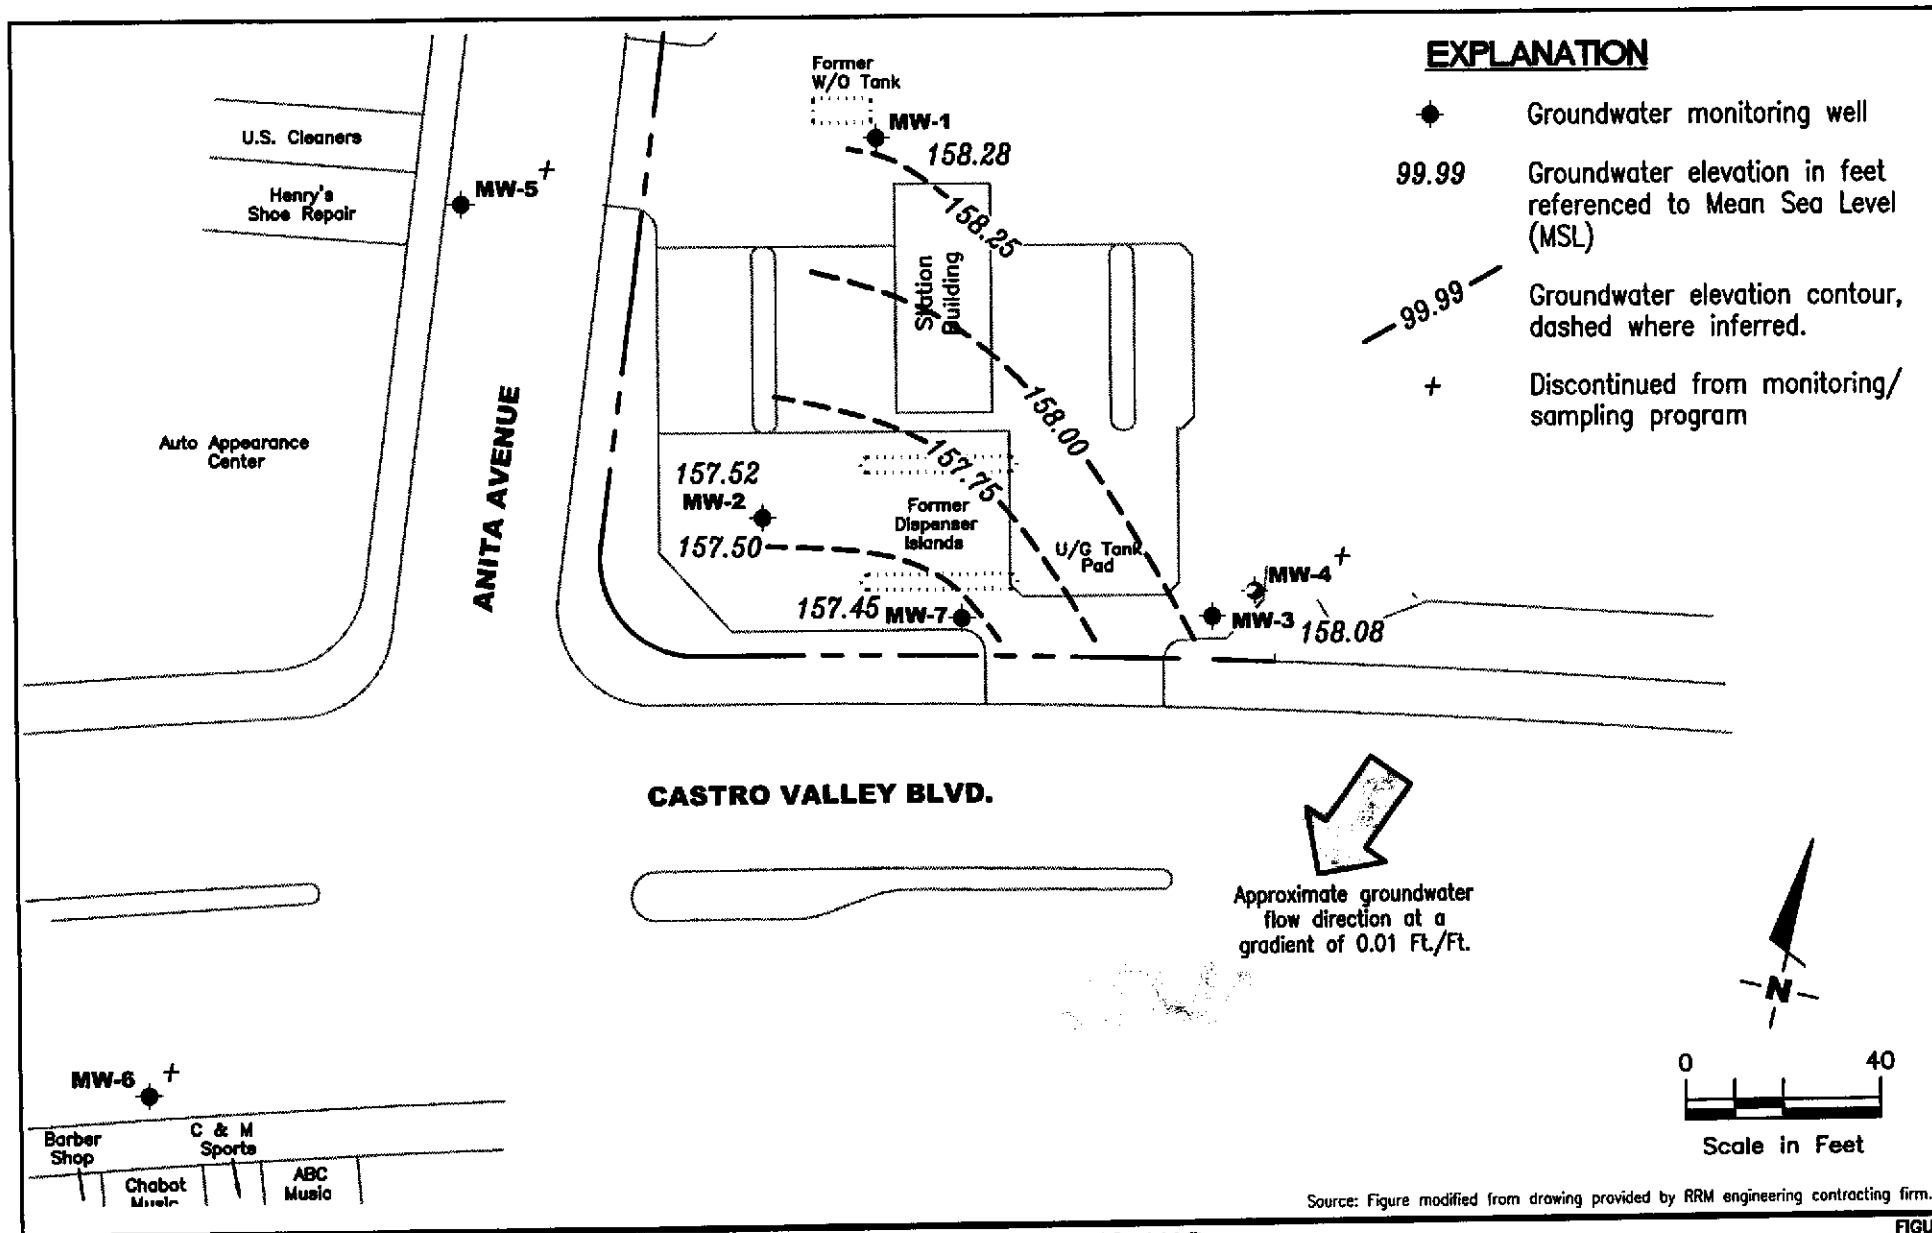 EXPLANATION
Groundwater monitoring well
99.99
Groundwater elevation in feet
referenced to Mean Sea Level
(MSL)
99.99
Groundwater elevation contour,
dashed where inferred.
+
Discontinued from monitoring/
sampling program
Former
W/O Tank
MW-1
158.28
U.S. Cleaners
MW-5 +
Henry's
Shoe Repair
158.25
Station
Building
158.00
ANITA AVENUE
Auto Appearance
Center
157.52
157.75
MW-2
Former
Dispenser
Islands
157.50
U/G Tank
Pad
MW-4 +
157.45
MW-7
MW-3
158.08
CASTRO VALLEY BLVD.
Approximate groundwater
flow direction at a
gradient of 0.01 Ft./Ft.
N
0 40
Scale in Feet
MW-6 +
Barber
Shop
C & M
Sports
Chabot
Music
ABC
Music
Source: Figure modified from drawing provided by RRM engineering contracting firm.
FIGU